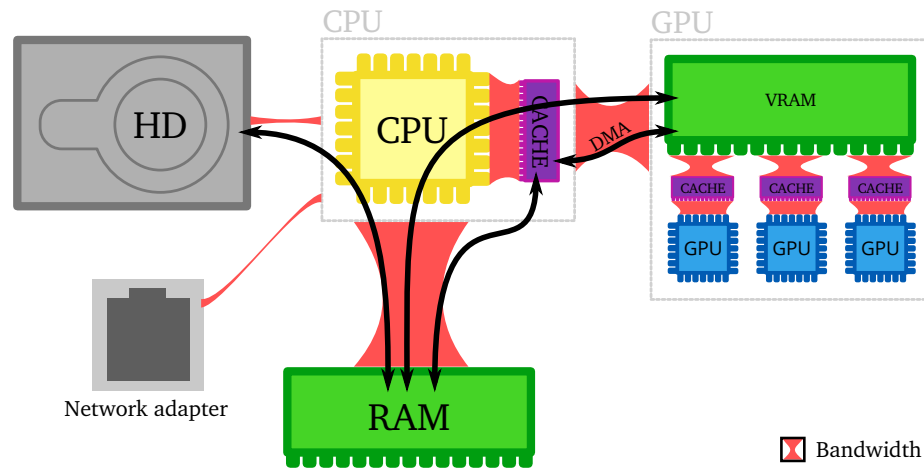 CPU
GPU
HD
CPU
CACHE
DMA
VRAM
CACHE
CACHE
CACHE
GPU
GPU
GPU
Network adapter
RAM
Bandwidth